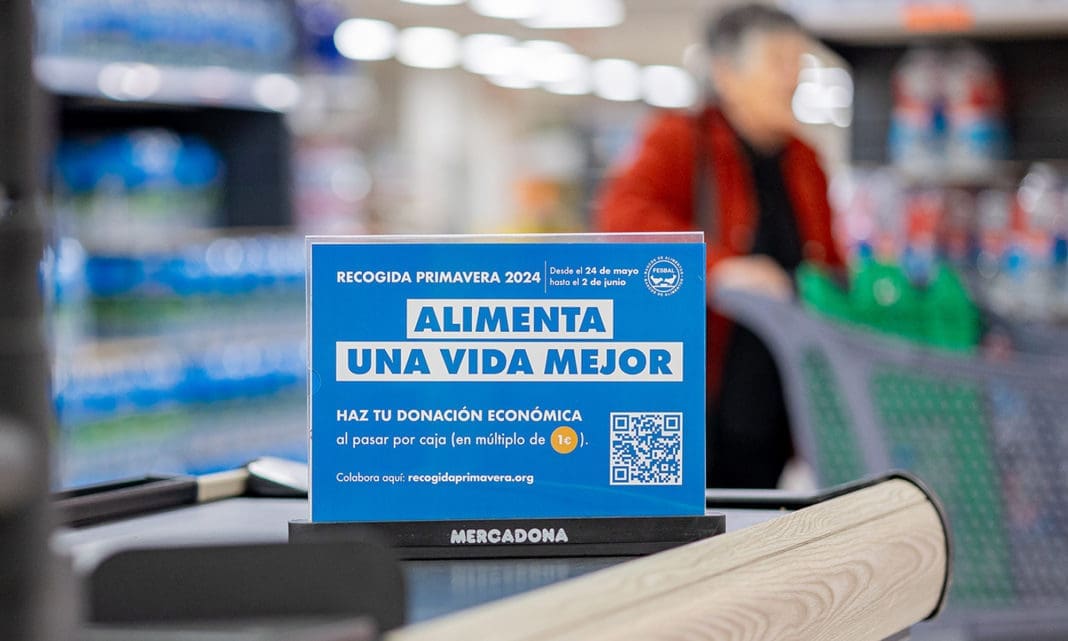 RECOGIDA PRIMAVERA 2024
Desde el 24 de mayo
hasta el 2 de junio
FESBAL
ALIMENTA
UNA VIDA MEJOR
HAZ TU DONACIÓN ECONÓMICA
al pasar por caja (en múltiplo de 1€).
Colabora aquí: recogidaprimavera.org
MERCADONA